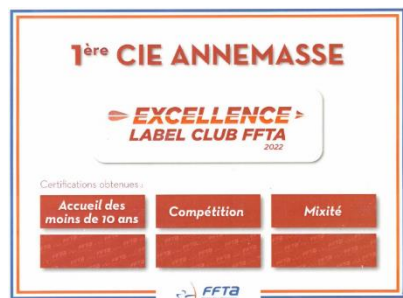 1ère CIE ANNEMASSE
EXCELLENCE
LABEL CLUB FFTA
2022
Certifications obtenues :
Accueil des
moins de 10 ans
Compétition
Mixité
FFTa